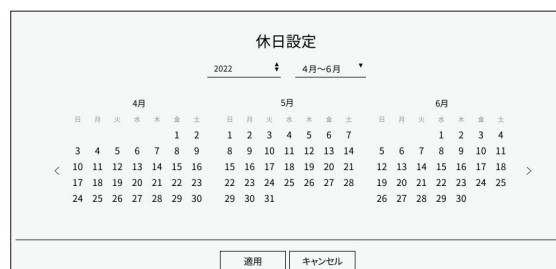 休日設定
2022 4月～6月
4月 5月 6月
日 月 火 水 木 金 土 日 月 火 水 木 金 土 日 月 火 水 木 金 土
1 2 1 2 3 4 5 6 7 1 2 3 4
3 4 5 6 7 8 9 8 9 10 11 12 13 14 5 6 7 8 9 10 11
10 11 12 13 14 15 16 15 16 17 18 19 20 21 12 13 14 15 16 17 18
17 18 19 20 21 22 23 22 23 24 25 26 27 28 19 20 21 22 23 24 25
24 25 26 27 28 29 30 29 30 31 26 27 28 29 30
適用 キャンセル